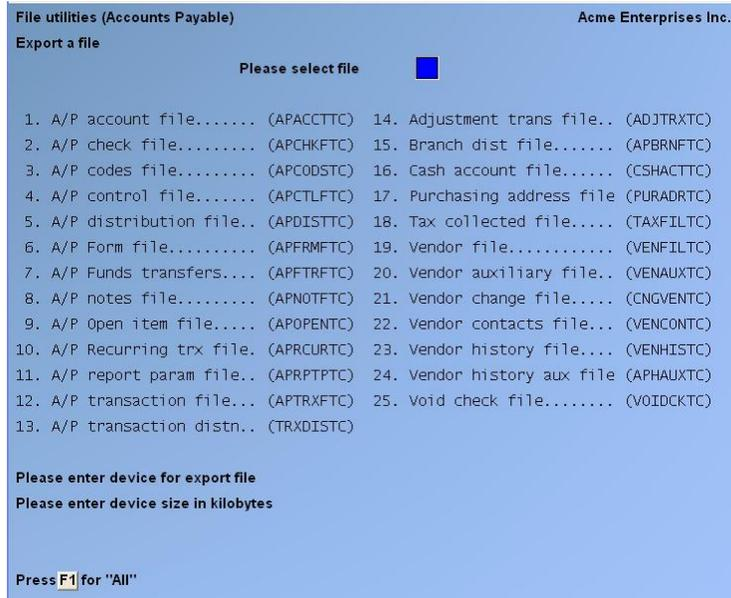 File utilities (Accounts Payable) Acme Enterprises Inc.
Export a file
Please select file
1. A/P account file....... (APACCTTC) 14. Adjustment trans file.. (ADJTRXTC)
2. A/P check file......... (APCHKFTC) 15. Branch dist file....... (APBRNFTC)
3. A/P codes file......... (APCODSTC) 16. Cash account file...... (CSHACTTC)
4. A/P control file....... (APCTLFTC) 17. Purchasing address file (PURADRTC)
5. A/P distribution file.. (APDISTTC) 18. Tax collected file..... (TAXFILTC)
6. A/P Form file.......... (APFRMFTC) 19. Vendor file............ (VENFILTC)
7. A/P Funds transfers.... (APFTRFTC) 20. Vendor auxiliary file.. (VENAUXTC)
8. A/P notes file......... (APNOTFTC) 21. Vendor change file..... (CNGVENTC)
9. A/P Open item file..... (APOPENTC) 22. Vendor contacts file... (VENCONTC)
10. A/P Recurring trx file. (APRCURTC) 23. Vendor history file.... (VENHISTC)
11. A/P report param file.. (APRPTPTC) 24. Vendor history aux file (APHAUXTC)
12. A/P transaction file... (APTRXFTC) 25. Void check file........ (VOIDCKTC)
13. A/P transaction distn.. (TRXDISTC)
Please enter device for export file
Please enter device size in kilobytes
Press F1 for "All"